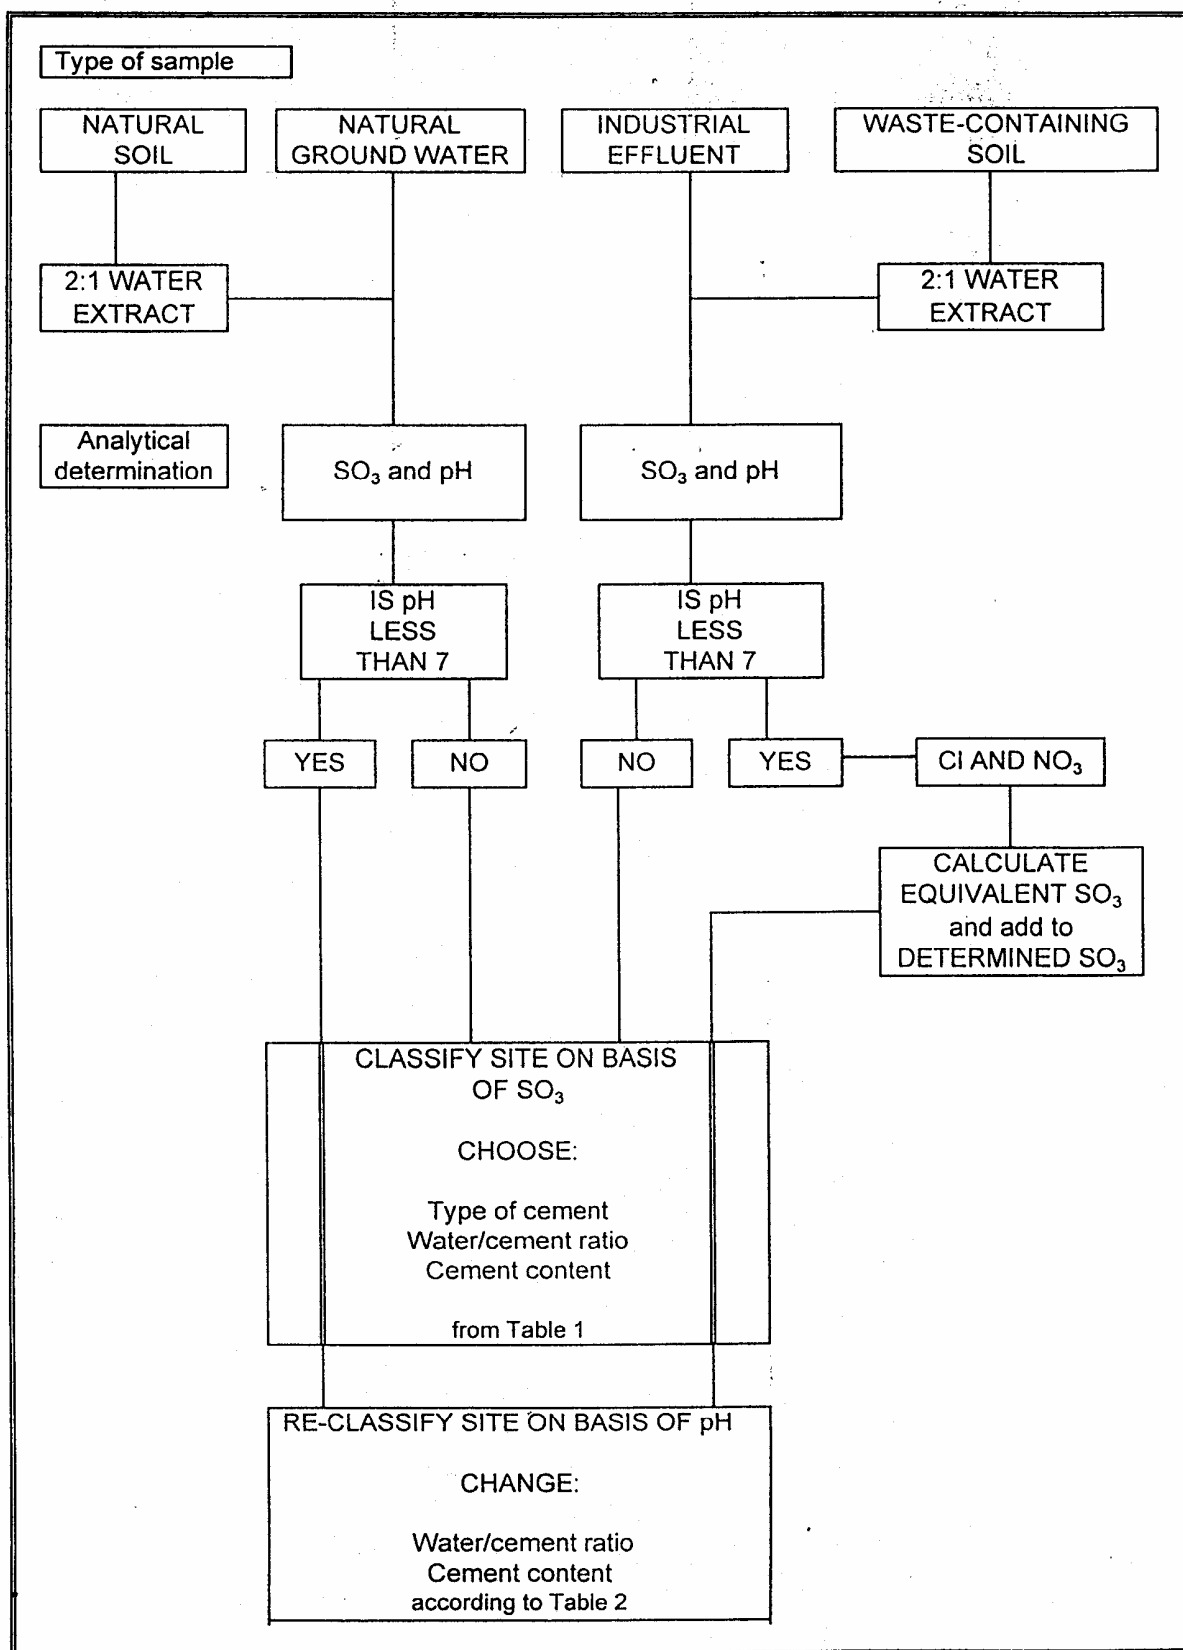 Type of sample
NATURAL
SOIL
NATURAL
GROUND WATER
INDUSTRIAL
EFFLUENT
WASTE-CONTAINING
SOIL
2:1 WATER
EXTRACT
2:1 WATER
EXTRACT
Analytical
determination
SO₃ and pH
SO₃ and pH
IS pH
LESS
THAN 7
IS pH
LESS
THAN 7
YES
NO
NO
YES
Cl AND NO₃
CALCULATE
EQUIVALENT SO₃
and add to
DETERMINED SO₃
CLASSIFY SITE ON BASIS
OF SO₃
CHOOSE:
Type of cement
Water/cement ratio
Cement content
from Table 1
RE-CLASSIFY SITE ON BASIS OF pH
CHANGE:
Water/cement ratio
Cement content
according to Table 2